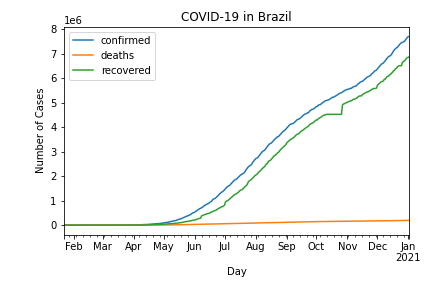 COVID-19 in Brazil
1e6
8
7
6
5
4
3
2
1
0
Number of Cases
confirmed
deaths
recovered
Feb Mar Apr May Jun Jul Aug Sep Oct Nov Dec Jan
2021
Day